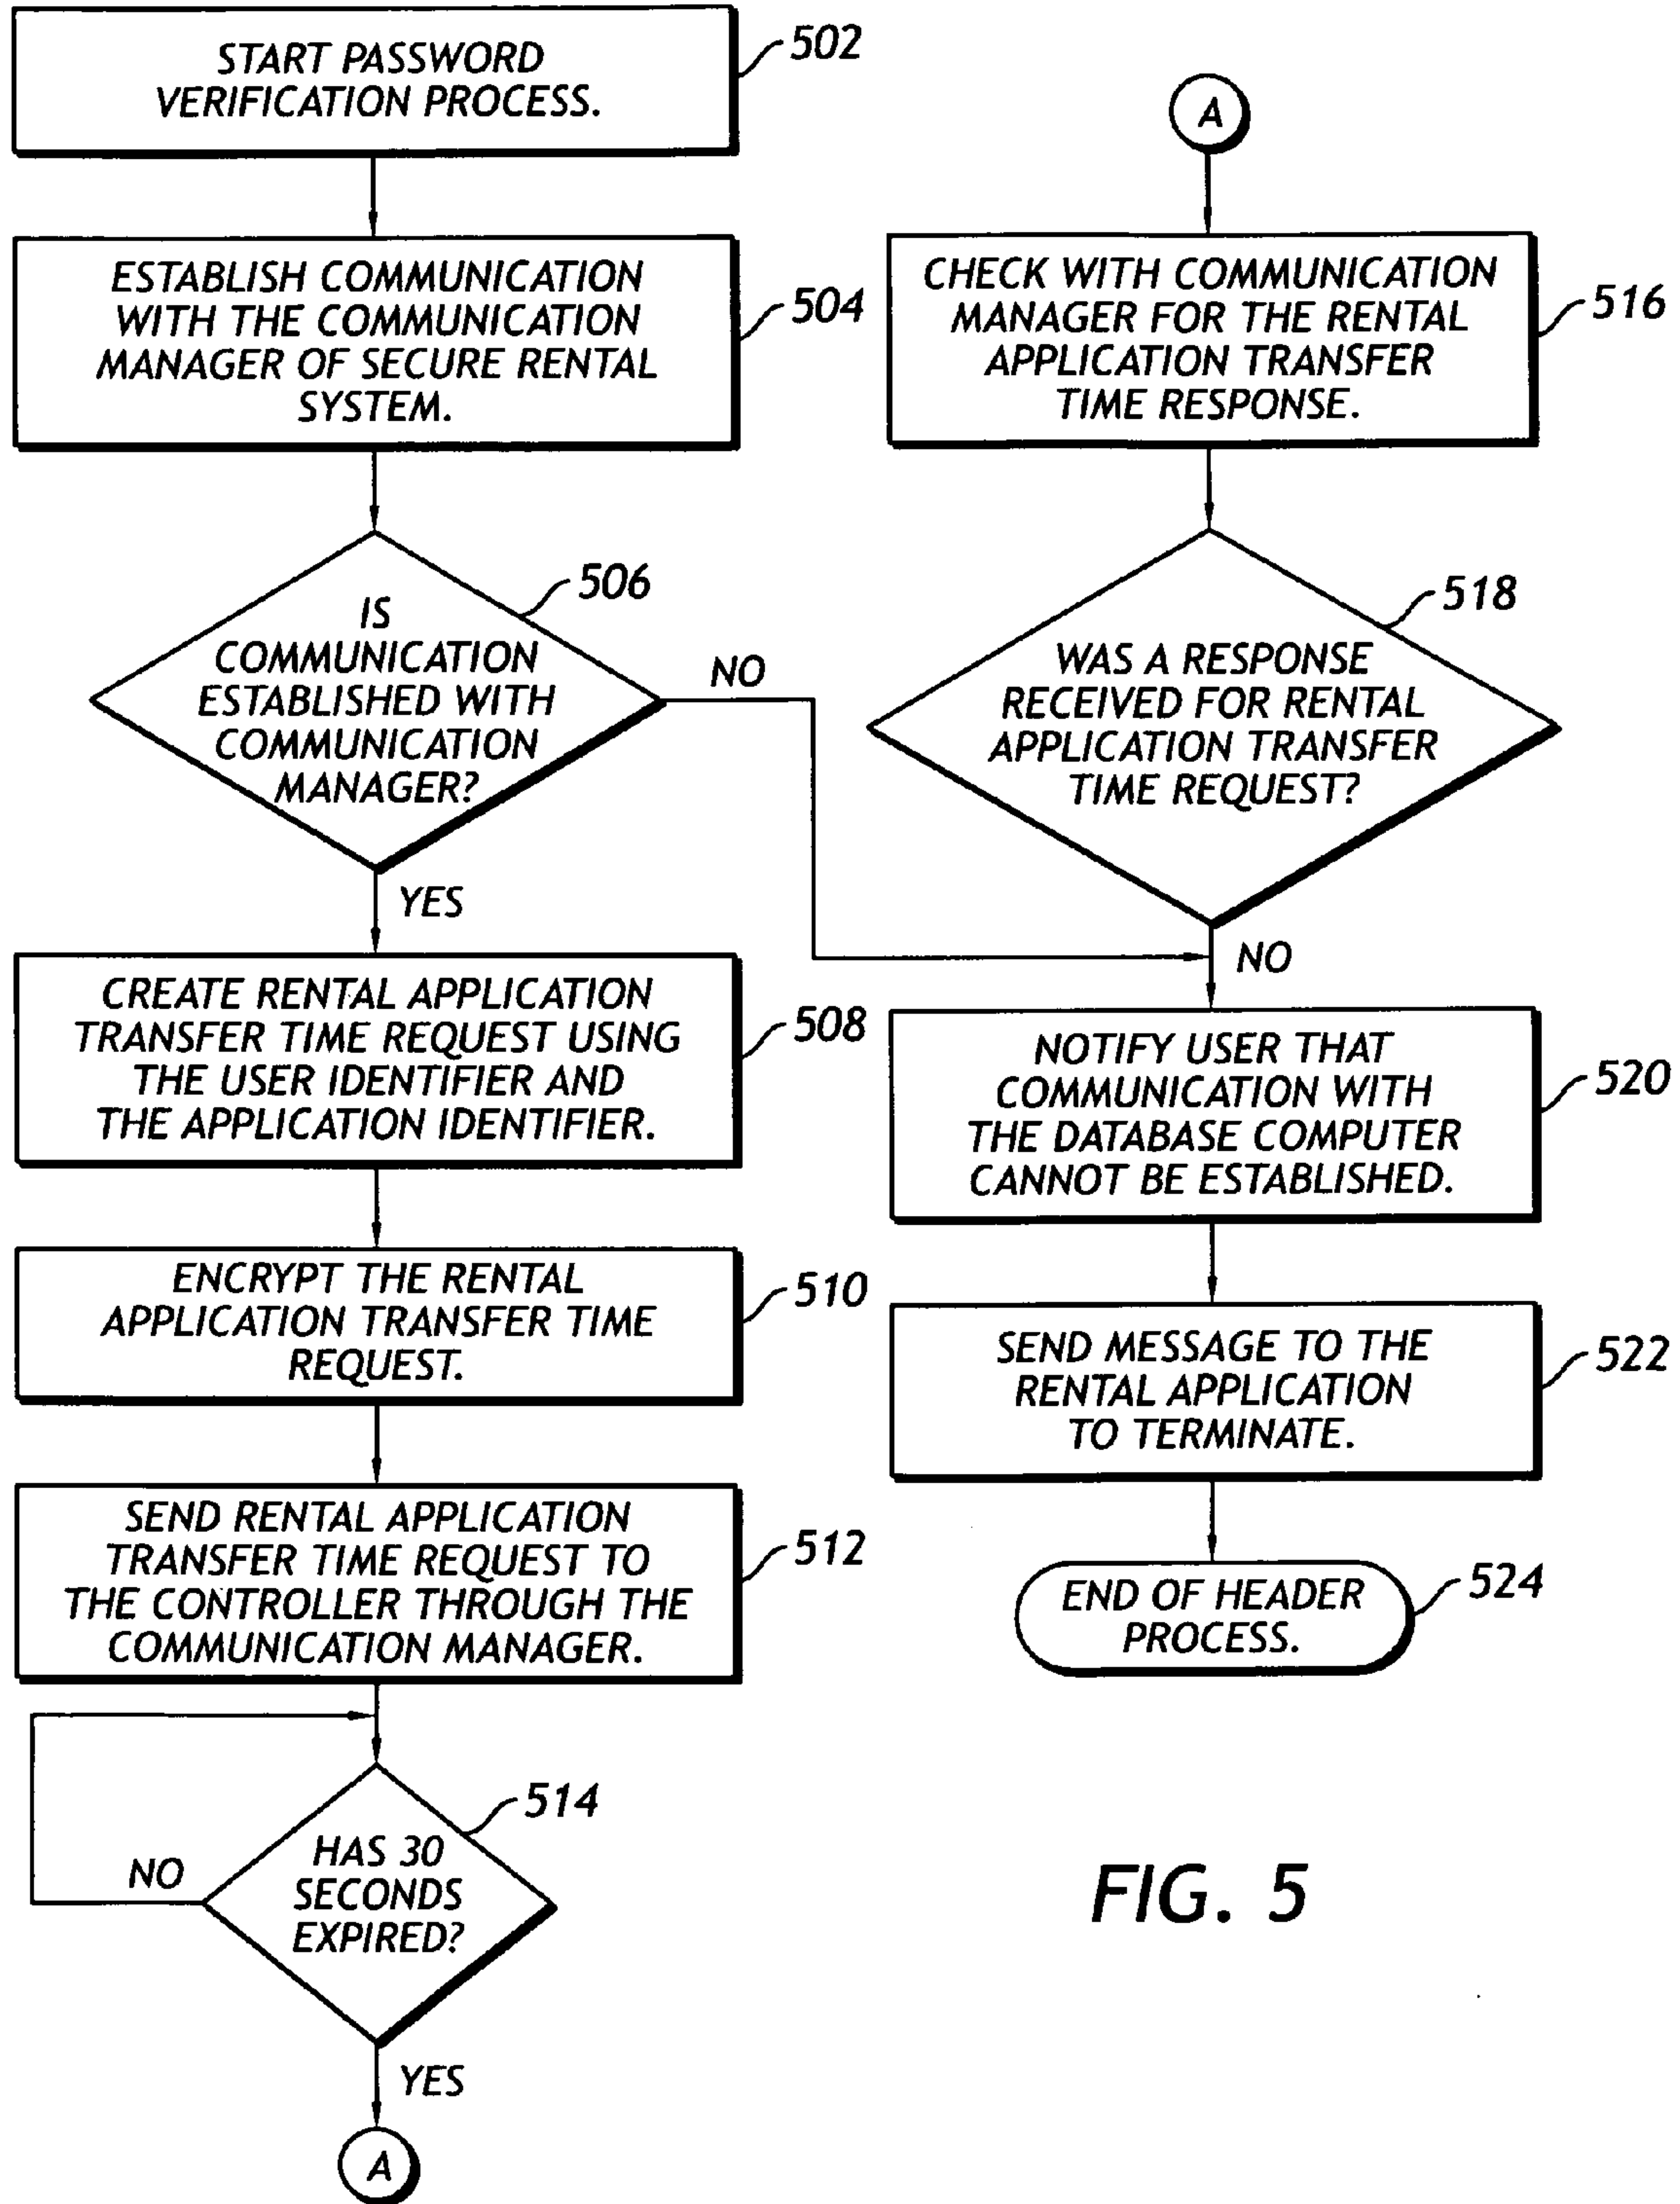 START PASSWORD
VERIFICATION PROCESS.
502
ESTABLISH COMMUNICATION
WITH THE COMMUNICATION
MANAGER OF SECURE RENTAL
SYSTEM.
504
IS
COMMUNICATION
ESTABLISHED WITH
COMMUNICATION
MANAGER?
506
NO
YES
CREATE RENTAL APPLICATION
TRANSFER TIME REQUEST USING
THE USER IDENTIFIER AND
THE APPLICATION IDENTIFIER.
508
ENCRYPT THE RENTAL
APPLICATION TRANSFER TIME
REQUEST.
510
SEND RENTAL APPLICATION
TRANSFER TIME REQUEST TO
THE CONTROLLER THROUGH THE
COMMUNICATION MANAGER.
512
HAS 30
SECONDS
EXPIRED?
514
NO
YES
A
A
CHECK WITH COMMUNICATION
MANAGER FOR THE RENTAL
APPLICATION TRANSFER
TIME RESPONSE.
516
WAS A RESPONSE
RECEIVED FOR RENTAL
APPLICATION TRANSFER
TIME REQUEST?
518
NO
NOTIFY USER THAT
COMMUNICATION WITH
THE DATABASE COMPUTER
CANNOT BE ESTABLISHED.
520
SEND MESSAGE TO THE
RENTAL APPLICATION
TO TERMINATE.
522
END OF HEADER
PROCESS.
524
FIG. 5